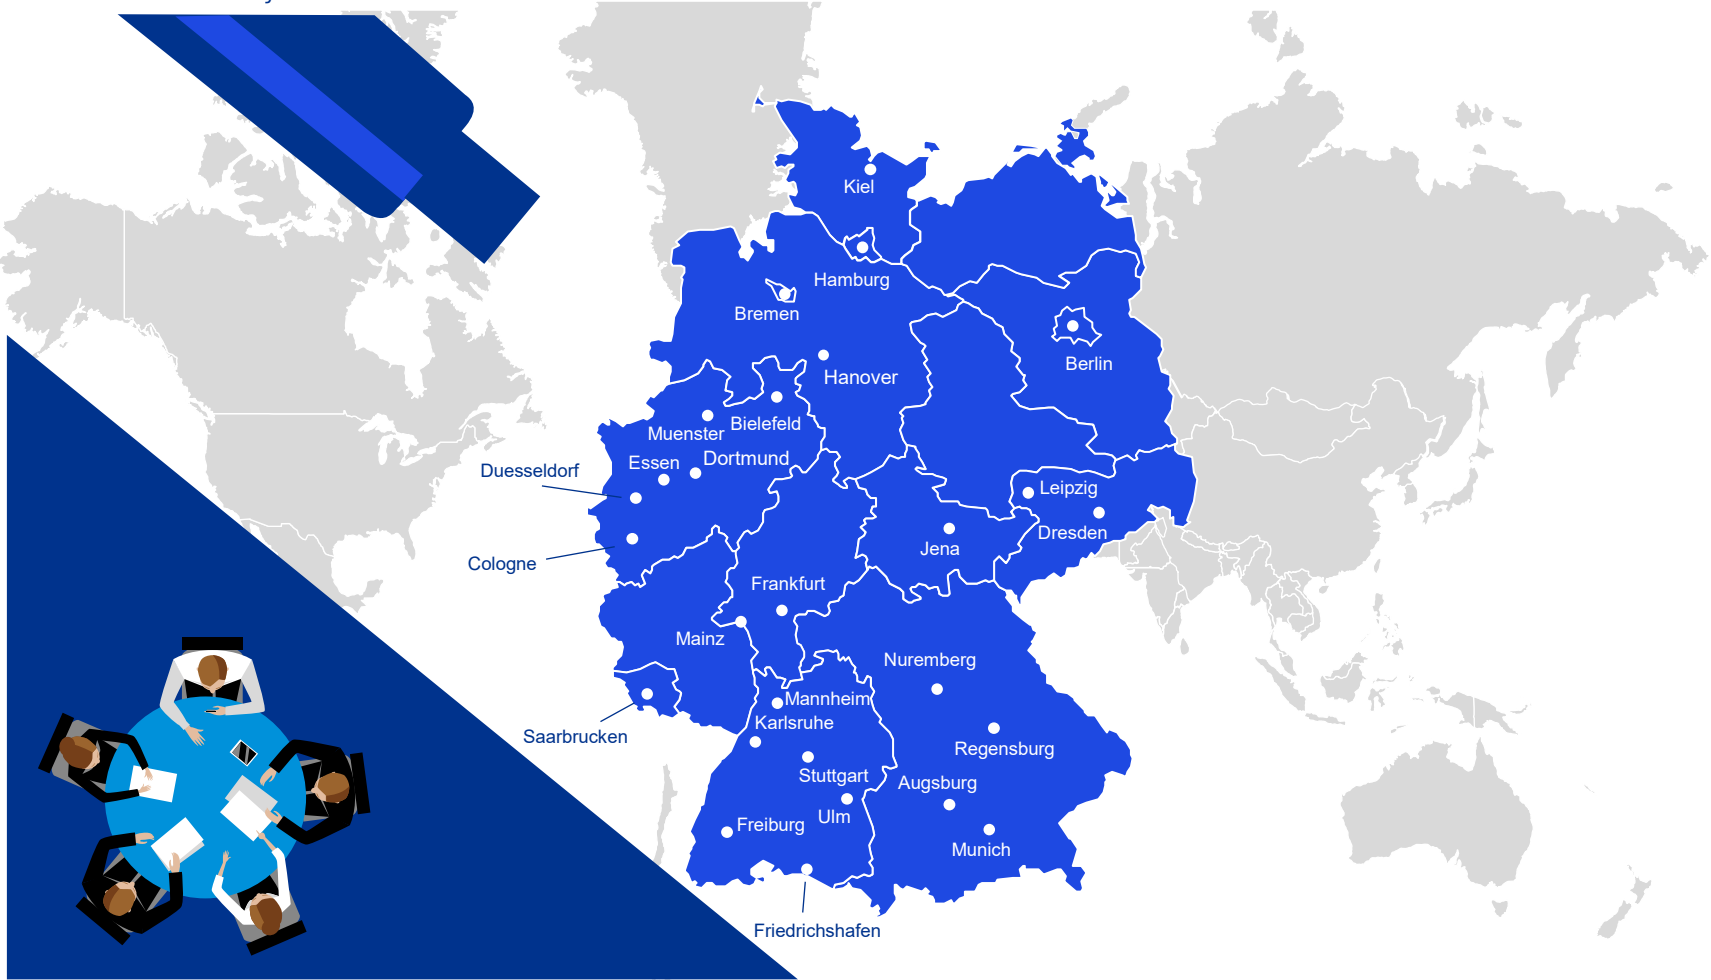 Kiel
Hamburg
Bremen
Berlin
Hanover
Bielefeld
Muenster
Dortmund
Essen
Duesseldorf
Leipzig
Dresden
Jena
Cologne
Frankfurt
Mainz
Nuremberg
Mannheim
Karlsruhe
Saarbrucken
Regensburg
Stuttgart
Augsburg
Ulm
Freiburg
Munich
Friedrichshafen